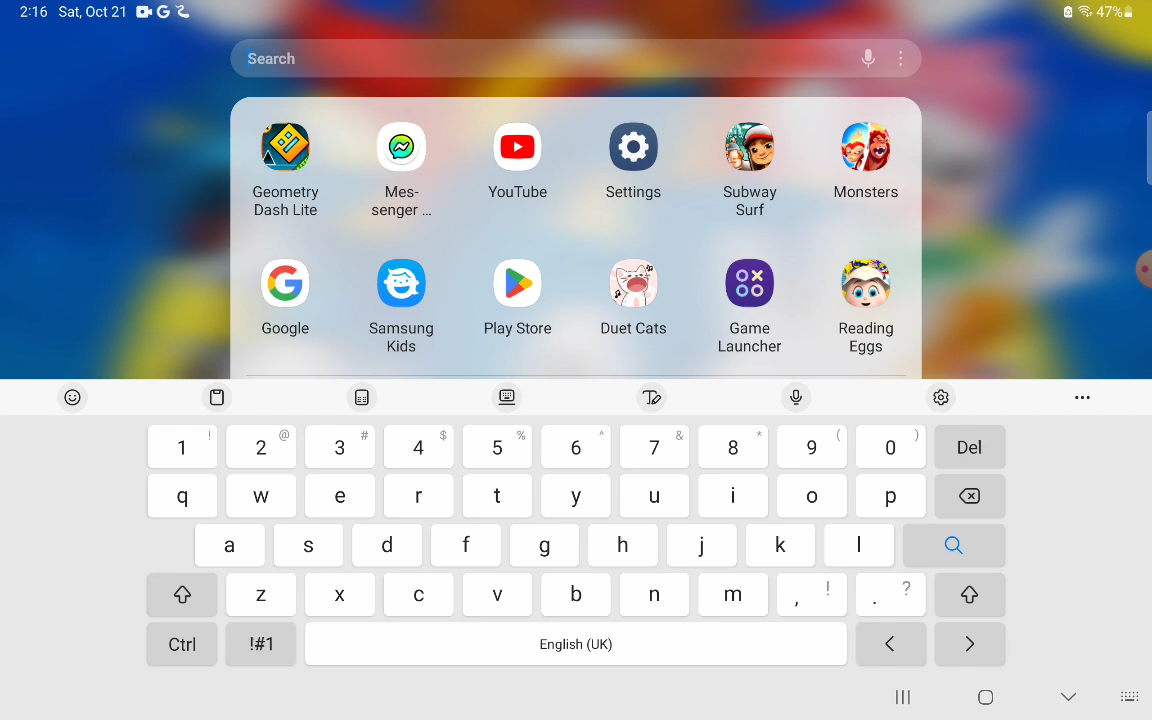 2:16 Sat, Oct 21 47%
Search
Geometry Dash Lite
Mes-senger ...
YouTube
Settings
Subway Surf
Monsters
Google
Samsung Kids
Play Store
Duet Cats
Game Launcher
Reading Eggs
1 ! 2 @ 3 # 4 $ 5 % 6 ^ 7 & 8 * 9 ( 0 ) Del
q w e r t y u i o p
a s d f g h j k l
z x c v b n m , ! . ?
Ctrl !#1 English (UK) < >